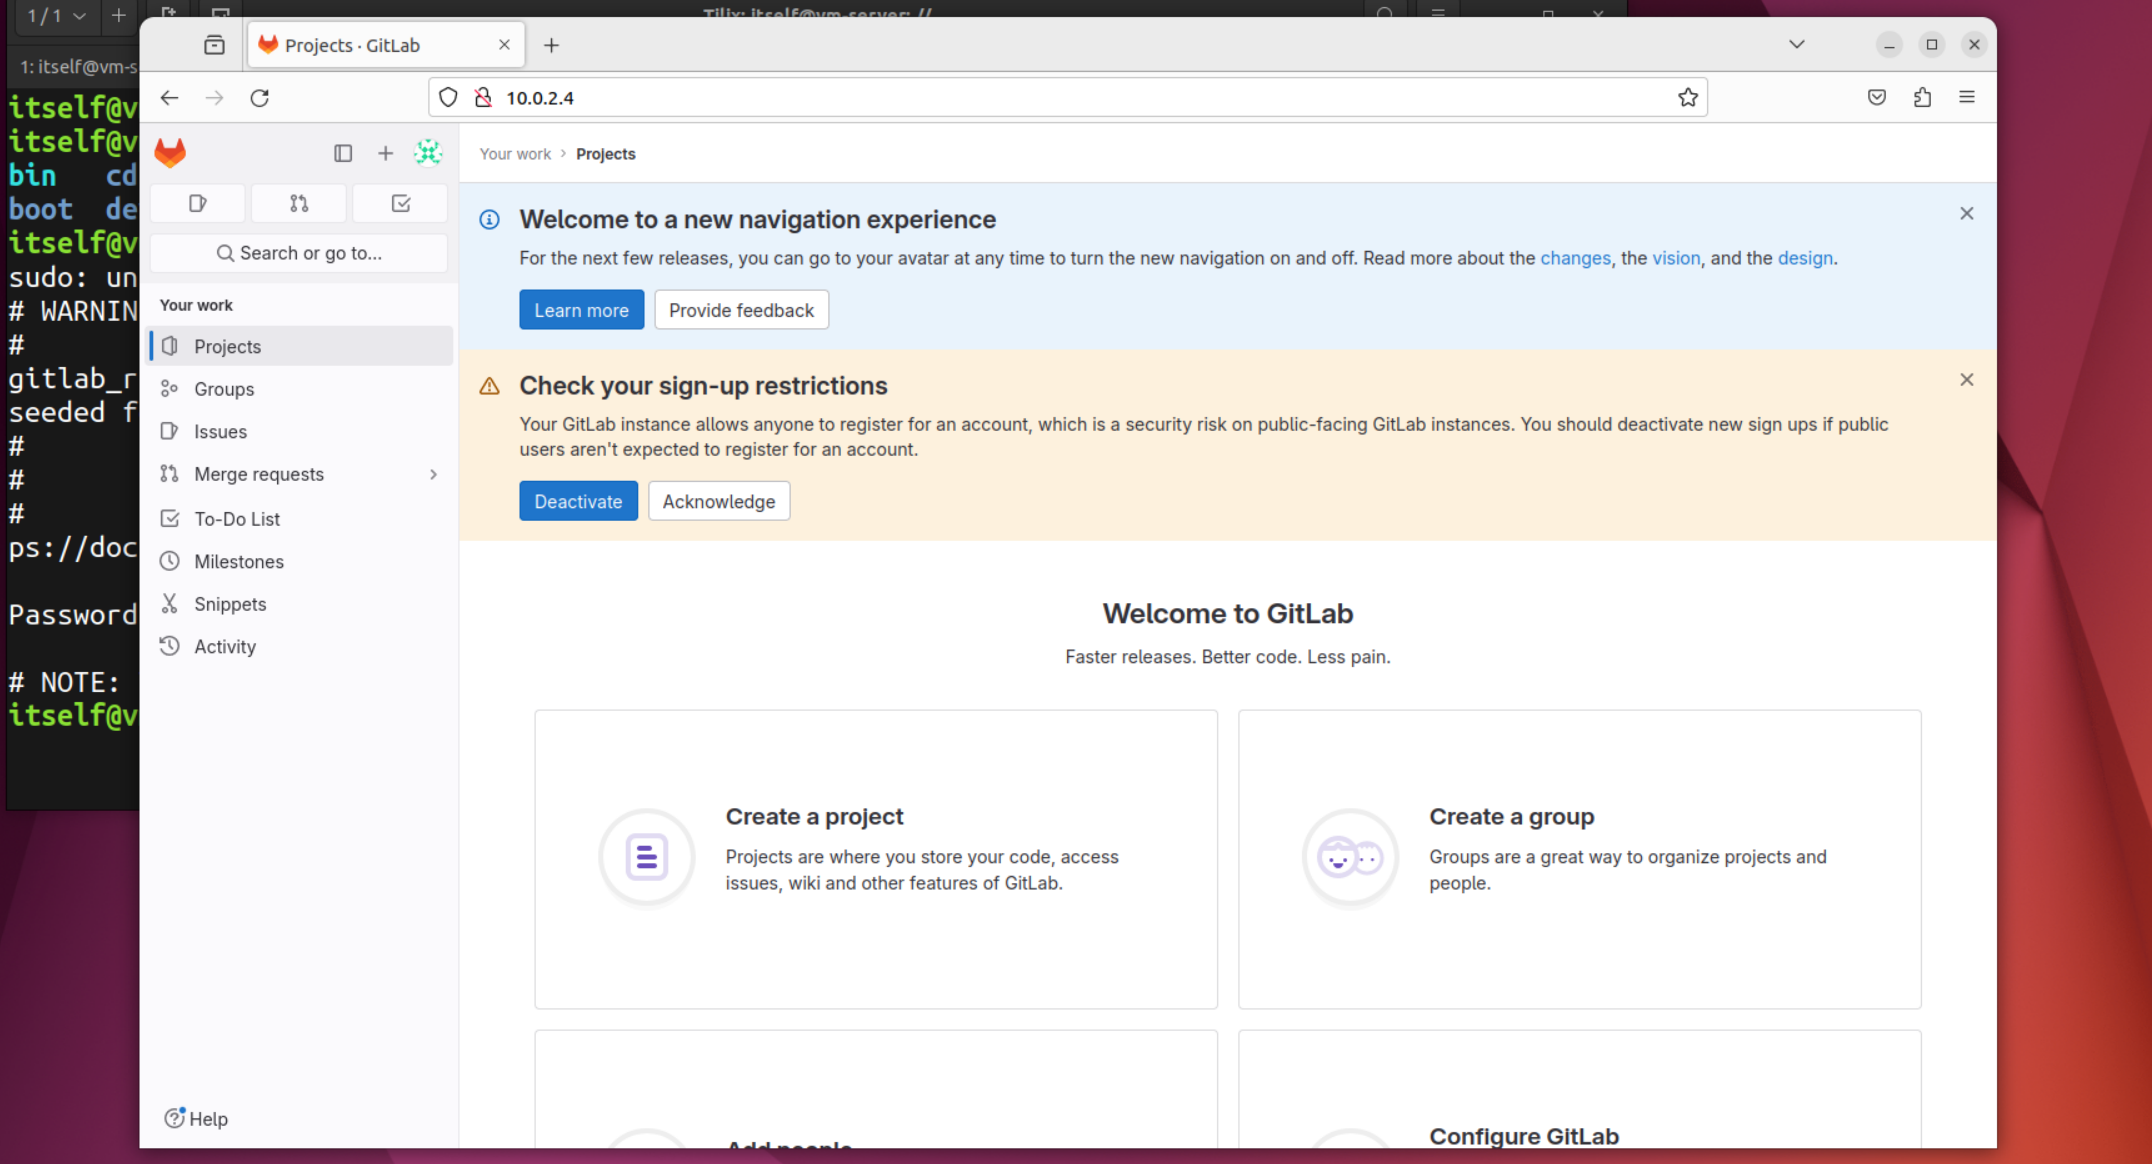 1 / 1
Tilix: itself@vm-server: //
1: itself@vm-s
itself@v
itself@v
bin cd
boot de
itself@v
sudo: un
# WARNIN
#
gitlab_r
seeded f
#
#
#
ps://doc
Password
# NOTE:
itself@v
Projects · GitLab
10.0.2.4
Search or go to...
Your work
Projects
Groups
Issues
Merge requests
To-Do List
Milestones
Snippets
Activity
Help
Your work > Projects
Welcome to a new navigation experience
For the next few releases, you can go to your avatar at any time to turn the new navigation on and off. Read more about the changes, the vision, and the design.
Learn more Provide feedback
Check your sign-up restrictions
Your GitLab instance allows anyone to register for an account, which is a security risk on public-facing GitLab instances. You should deactivate new sign ups if public
users aren't expected to register for an account.
Deactivate Acknowledge
Welcome to GitLab
Faster releases. Better code. Less pain.
Create a project
Projects are where you store your code, access
issues, wiki and other features of GitLab.
Create a group
Groups are a great way to organize projects and
people.
Add people
Configure GitLab